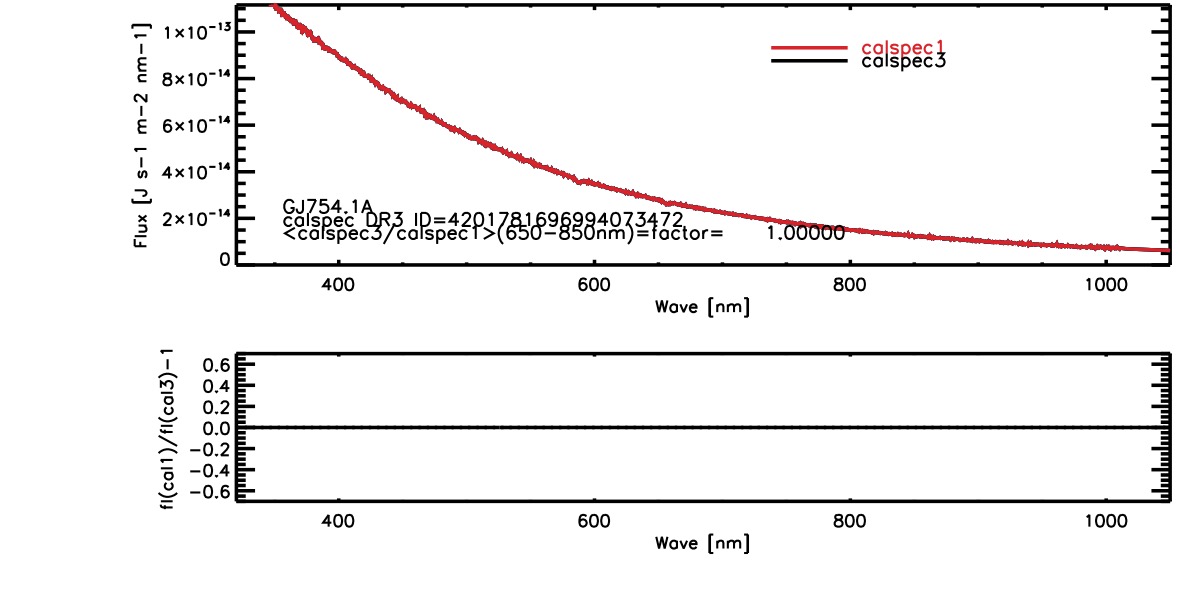 1×10-13
8×10-14
6×10-14
4×10-14
2×10-14
0
Flux [J s-1 m-2 nm-1]
calspec1
calspec3
GJ754.1A
calspec DR3 ID=4201781696994073472
<calspec3/calspec1>(650-850nm)=factor= 1.00000
400 600 800 1000
Wave [nm]
fl(cal1)/fl(cal3)-1
0.6
0.4
0.2
0.0
-0.2
-0.4
-0.6
400 600 800 1000
Wave [nm]